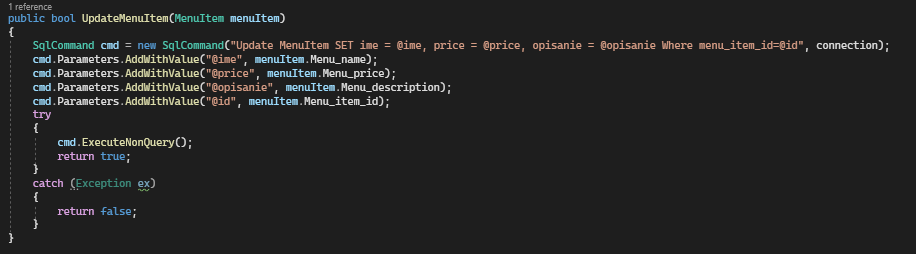 1 reference
public bool UpdateMenuItem(MenuItem menuItem)
{
SqlCommand cmd = new SqlCommand("Update MenuItem SET ime = @ime, price = @price, opisanie = @opisanie Where menu_item_id=@id", connection);
cmd.Parameters.AddWithValue("@ime", menuItem.Menu_name);
cmd.Parameters.AddWithValue("@price", menuItem.Menu_price);
cmd.Parameters.AddWithValue("@opisanie", menuItem.Menu_description);
cmd.Parameters.AddWithValue("@id", menuItem.Menu_item_id);
try
{
cmd.ExecuteNonQuery();
return true;
}
catch (Exception ex)
{
return false;
}
}